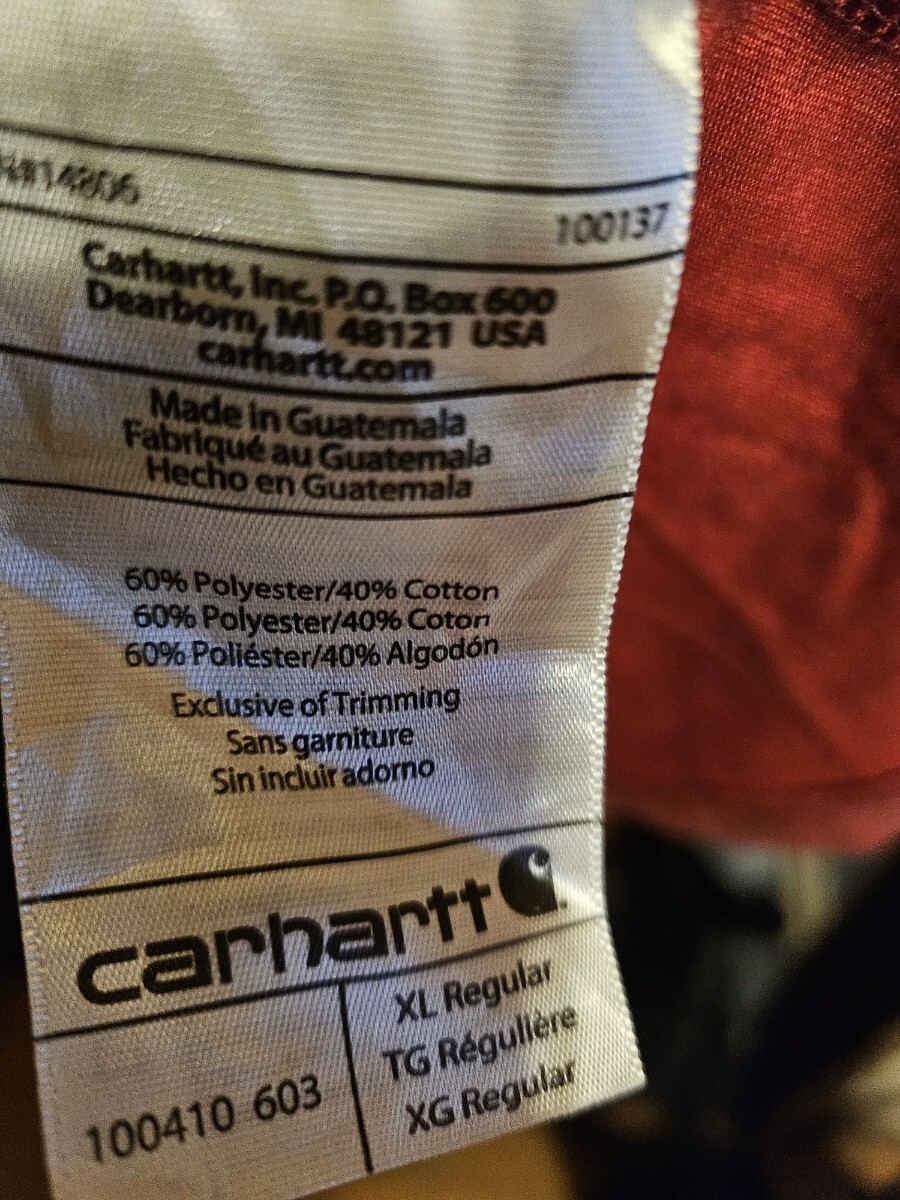 100137
Carhartt, Inc. P.O. Box 600
Dearborn, MI 48121 USA
carhartt.com
Made in Guatemala
Fabriqué au Guatemala
Hecho en Guatemala
60% Polyester/40% Cotton
60% Polyester/40% Coton
60% Poliéster/40% Algodón
Exclusive of Trimming
Sans garniture
Sin incluir adorno
carhartt
100410 603
XL Regular
TG Régulière
XG Regular